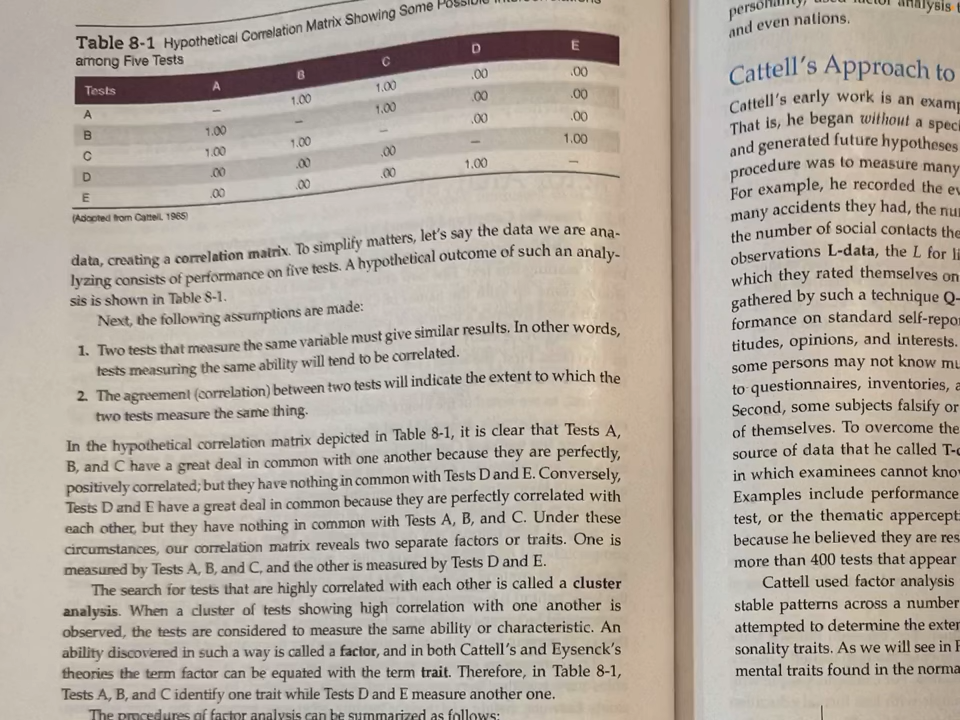 Table 8-1 Hypothetical Correlation Matrix Showing Some Possible
among Five Tests
Tests A B C D E
A — 1.00 1.00 .00 .00
B 1.00 — 1.00 .00 .00
C 1.00 1.00 — .00 .00
D .00 .00 .00 — 1.00
E .00 .00 .00 1.00 —
(Adapted from Cattell, 1965)
data, creating a correlation matrix. To simplify matters, let's say the data we are ana-
lyzing consists of performance on five tests. A hypothetical outcome of such an analy-
sis is shown in Table 8-1.
Next, the following assumptions are made:
1. Two tests that measure the same variable must give similar results. In other words,
tests measuring the same ability will tend to be correlated.
2. The agreement (correlation) between two tests will indicate the extent to which the
two tests measure the same thing.
In the hypothetical correlation matrix depicted in Table 8-1, it is clear that Tests A,
B, and C have a great deal in common with one another because they are perfectly,
positively correlated; but they have nothing in common with Tests D and E. Conversely,
Tests D and E have a great deal in common because they are perfectly correlated with
each other, but they have nothing in common with Tests A, B, and C. Under these
circumstances, our correlation matrix reveals two separate factors or traits. One is
measured by Tests A, B, and C, and the other is measured by Tests D and E.
The search for tests that are highly correlated with each other is called a cluster
analysis. When a cluster of tests showing high correlation with one another is
observed, the tests are considered to measure the same ability or characteristic. An
ability discovered in such a way is called a factor, and in both Cattell's and Eysenck's
theories the term factor can be equated with the term trait. Therefore, in Table 8-1,
Tests A, B, and C identify one trait while Tests D and E measure another one.
The procedures of factor analysis can be summarized as follows:
analysis
and even nations.
Cattell's Approach to
Cattell's early work is an examp
That is, he began without a speci
and generated future hypotheses
procedure was to measure many
For example, he recorded the ev
many accidents they had, the nu
the number of social contacts the
observations L-data, the L for li
which they rated themselves on
gathered by such a technique Q-
formance on standard self-repor
titudes, opinions, and interests.
some persons may not know mu
to questionnaires, inventories, a
Second, some subjects falsify or
of themselves. To overcome the
source of data that he called T-d
in which examinees cannot know
Examples include performance
test, or the thematic appercept
because he believed they are res
more than 400 tests that appear
Cattell used factor analysis
stable patterns across a number
attempted to determine the exten
sonality traits. As we will see in
mental traits found in the norma